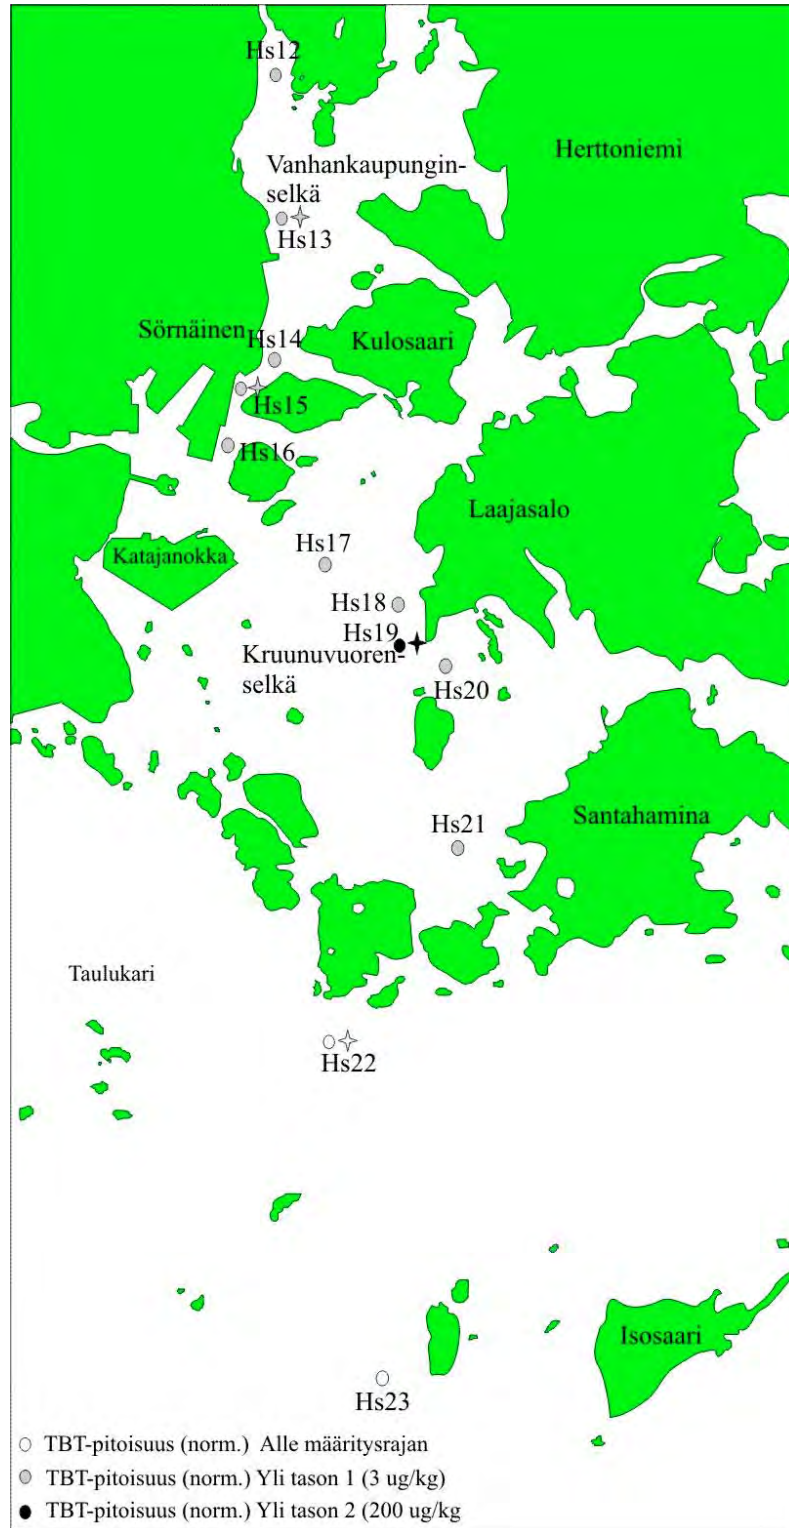 Hs12
Herttoniemi
Vanhankaupungin-
selkä
Hs13
Sörnäinen
Hs14
Kulosaari
Hs15
Hs16
Laajasalo
Hs17
Katajanokka
Hs18
Hs19
Kruunuvuoren-
selkä
Hs20
Santahamina
Hs21
Taulukari
Hs22
Isosaari
Hs23
TBT-pitoisuus (norm.) Alle määritysrajan
TBT-pitoisuus (norm.) Yli tason 1 (3 ug/kg)
TBT-pitoisuus (norm.) Yli tason 2 (200 ug/kg